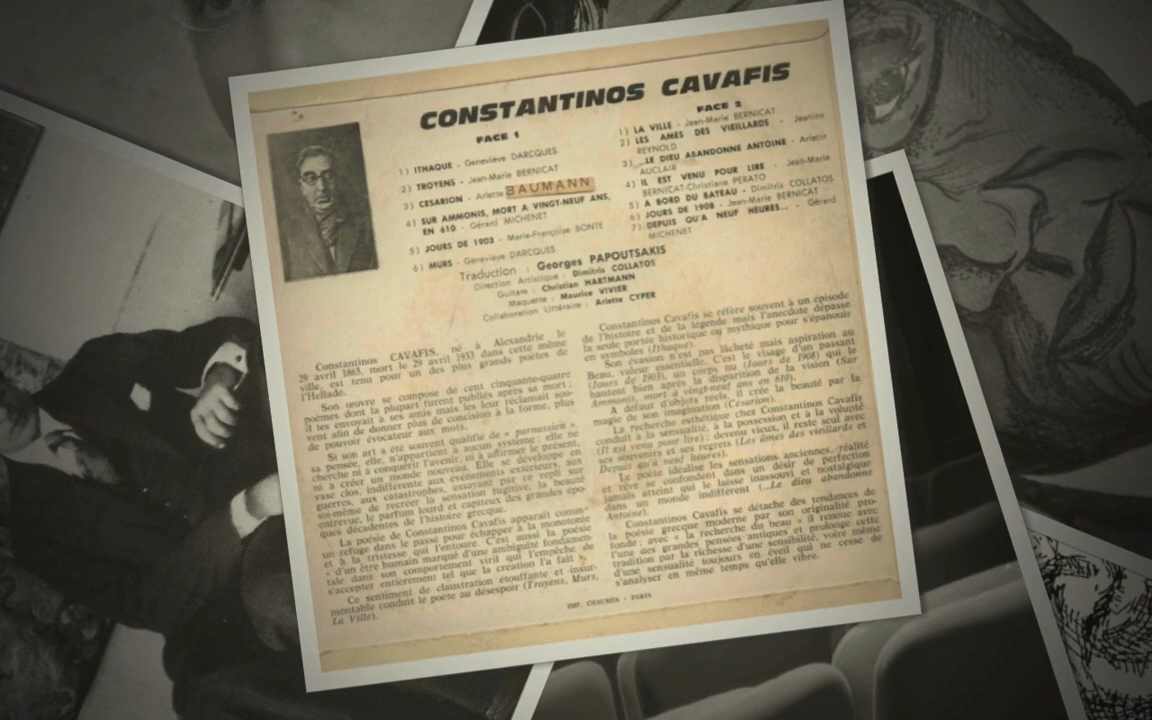 CONSTANTINOS CAVAFIS
FACE 1
1) ITHAQUE - Geneviève DARCQUES
2) TROYENS - Jean-Marie BERNICAT
3) CESARION - Arlette BAUMANN
4) SUR AMMONIS, MORT A VINGT-NEUF ANS,
EN 610 - Gérard MICHENET
5) JOURS DE 1903 - Marie-Françoise BONTE
6) MURS - Geneviève DARCQUES
FACE 2
1) LA VILLE - Jean-Marie BERNICAT
2) LES AMES DES VIEILLARDS - Jeanine
REYNOLD
3) ...LE DIEU ABANDONNE ANTOINE - Arlette
AUCLAIR
4) IL EST VENU POUR LIRE - Jean-Marie
BERNICAT-Christiane PERATO
5) A BORD DU BATEAU - Dimitris COLLATOS
6) JOURS DE 1908 - Jean-Marie BERNICAT
7) DEPUIS QU'A NEUF HEURES... - Gérard
MICHENET
Traduction : Georges PAPOUTSAKIS
Direction Artistique : Dimitris COLLATOS
Guitare : Christian HARTMANN
Maquette : Maurice VIVIER
Collaboration Littéraire : Arlette CYPER
Constantinos CAVAFIS, né à Alexandrie le
29 avril 1863, mort le 29 avril 1933 dans cette même
ville, est tenu pour un des plus grands poètes de
l'Hellade.
Son œuvre se compose de cent cinquante-quatre
poèmes dont la plupart furent publiés après sa mort ;
il les envoyait à ses amis mais les leur réclamait sou-
vent afin de donner plus de concision à la forme, plus
de pouvoir évocateur aux mots.
Si son art a été souvent qualifié de « parnassien »,
sa pensée, elle, n'appartient à aucun système ; elle ne
cherche ni à conquérir l'avenir, ni à affirmer le présent,
ni à créer un monde nouveau. Elle se développe en
vase clos, indifférente aux événements extérieurs, aux
guerres, aux catastrophes, essayant par ce repli sur
soi-même de recréer la sensation fugitive, la beauté
entrevue, le parfum lourd et capiteux des grandes épo-
ques décadentes de l'histoire grecque.
La poésie de Constantinos Cavafis apparaît comme
un refuge dans le passé pour échapper à la monotonie
et à la tristesse qui l'entoure. C'est aussi la poésie
« d'un être humain marqué d'une ambiguïté fondamen-
tale dans son comportement viril qui l'empêche de
s'accepter entièrement tel que la création l'a fait ».
Ce sentiment de claustration étouffante et insur-
montable conduit le poète au désespoir (Troyens, Murs,
La Ville).
Constantinos Cavafis se réfère souvent à un épisode
de l'histoire et de la légende mais l'anecdote dépasse
la seule portée historique ou mythique pour s'épanouir
en symboles (Ithaque).
Son évasion n'est pas lâcheté mais aspiration au
Beau, valeur essentielle. C'est le visage d'un passant
(Jours de 1903), un corps nu (Jours de 1908) qui le
hantent bien après la disparition de la vision (Sur
Ammonis, mort à vingt-neuf ans en 610).
A défaut d'objets réels, il crée la beauté par la
magie de son imagination (Césarion).
La recherche esthétique chez Constantinos Cavafis
conduit à la sensualité, à la possession et à la volupté
(Il est venu pour lire) ; devenu vieux, il reste seul avec
ses souvenirs et ses regrets (Les âmes des vieillards et
Depuis qu'à neuf heures).
Le poète idéalise les sensations anciennes, réalité
et rêve se confondent dans un désir de perfection
jamais atteint qui le laisse inassouvi et nostalgique
dans un monde indifférent (...Le dieu abandonne
Antoine).
Constantinos Cavafis se détache des tendances de
la poésie grecque moderne par son originalité pro-
fonde ; avec « la recherche du beau » il renoue avec
l'une des grandes pensées antiques et prolonge cette
tradition par la richesse d'une sensibilité, voire même
d'une sensualité toujours en éveil qui ne cesse de
s'analyser en même temps qu'elle vibre.
IMP. CHAUMÈS - PARIS